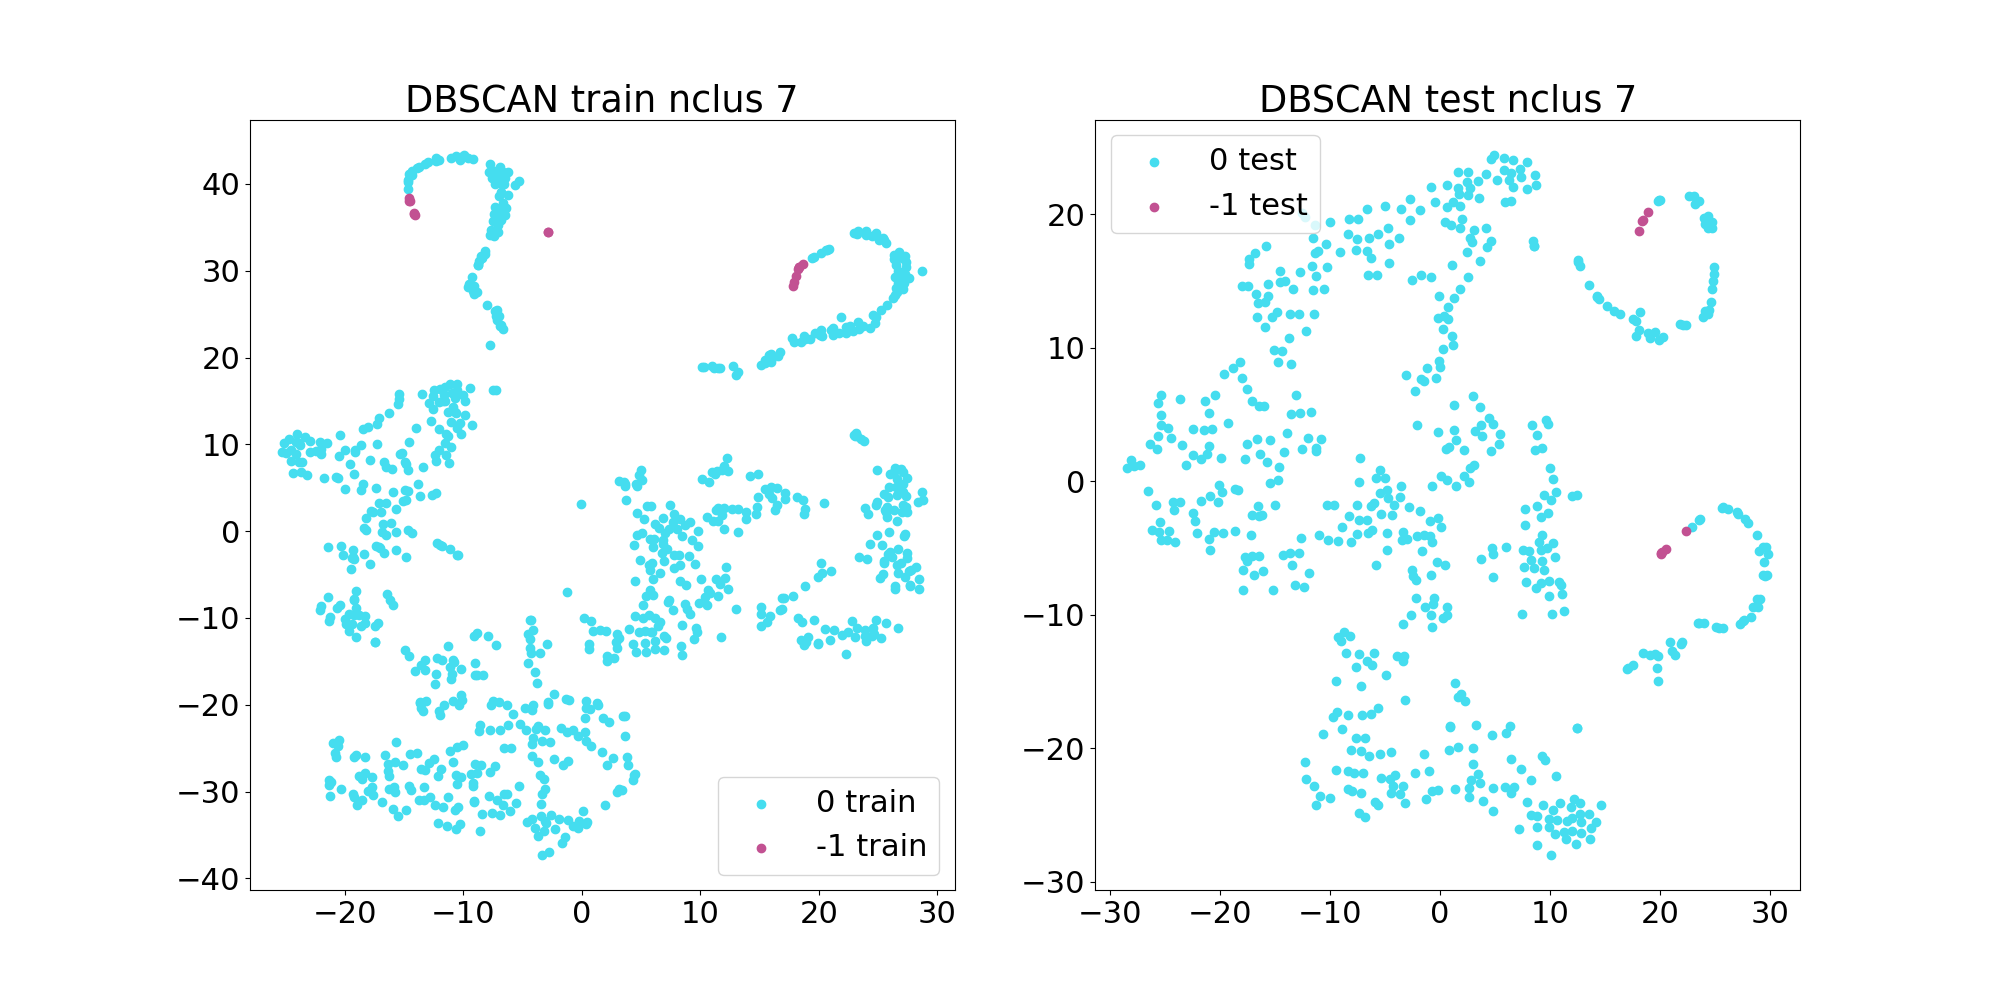 DBSCAN train nclus 7
40
30
20
10
0
−10
−20
−30
−40
−20 −10 0 10 20 30
0 train
-1 train
DBSCAN test nclus 7
0 test
-1 test
20
10
0
−10
−20
−30
−30 −20 −10 0 10 20 30